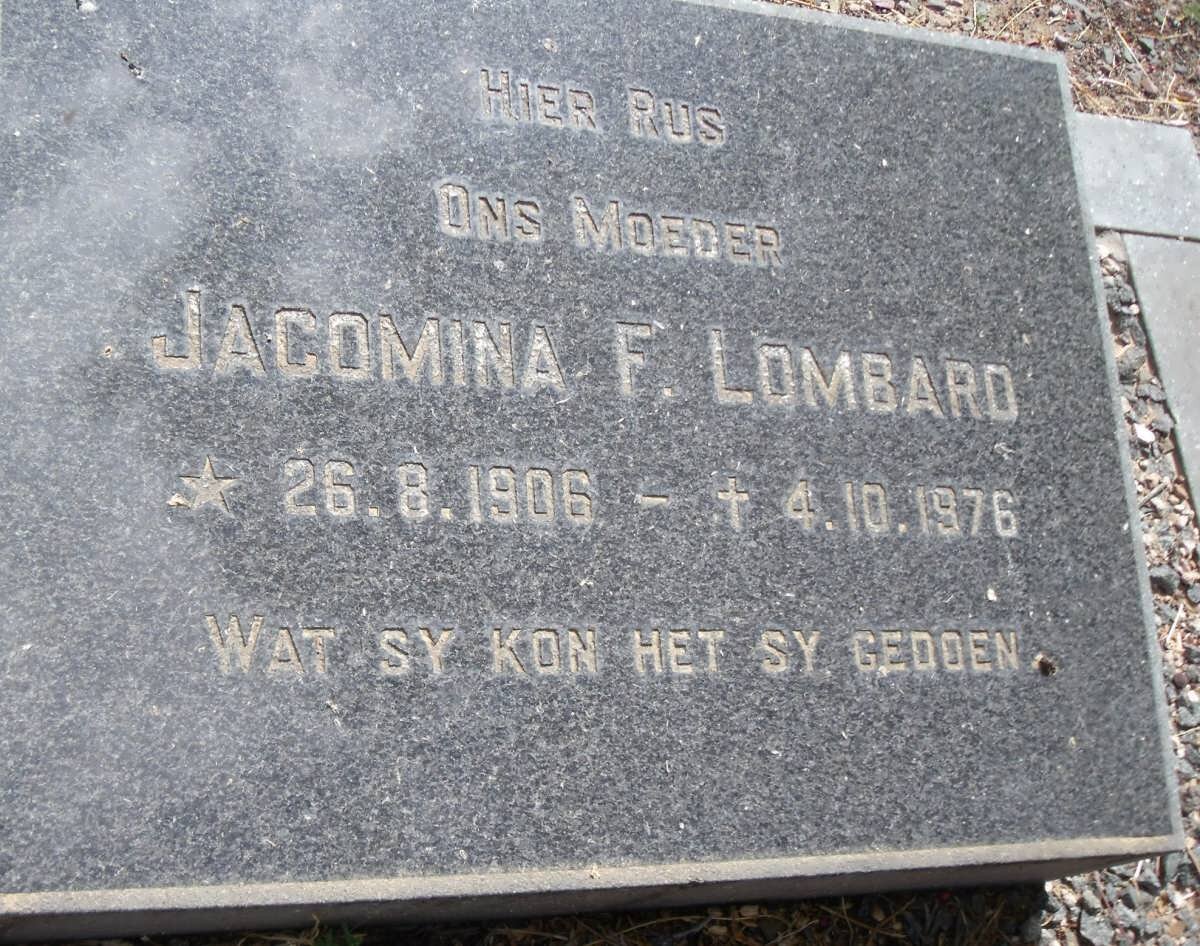 Hier Rus
Ons Moeder
Jacomina F. Lombard
☆ 26.8.1906 – † 4.10.1976
Wat sy kon het sy gedoen.